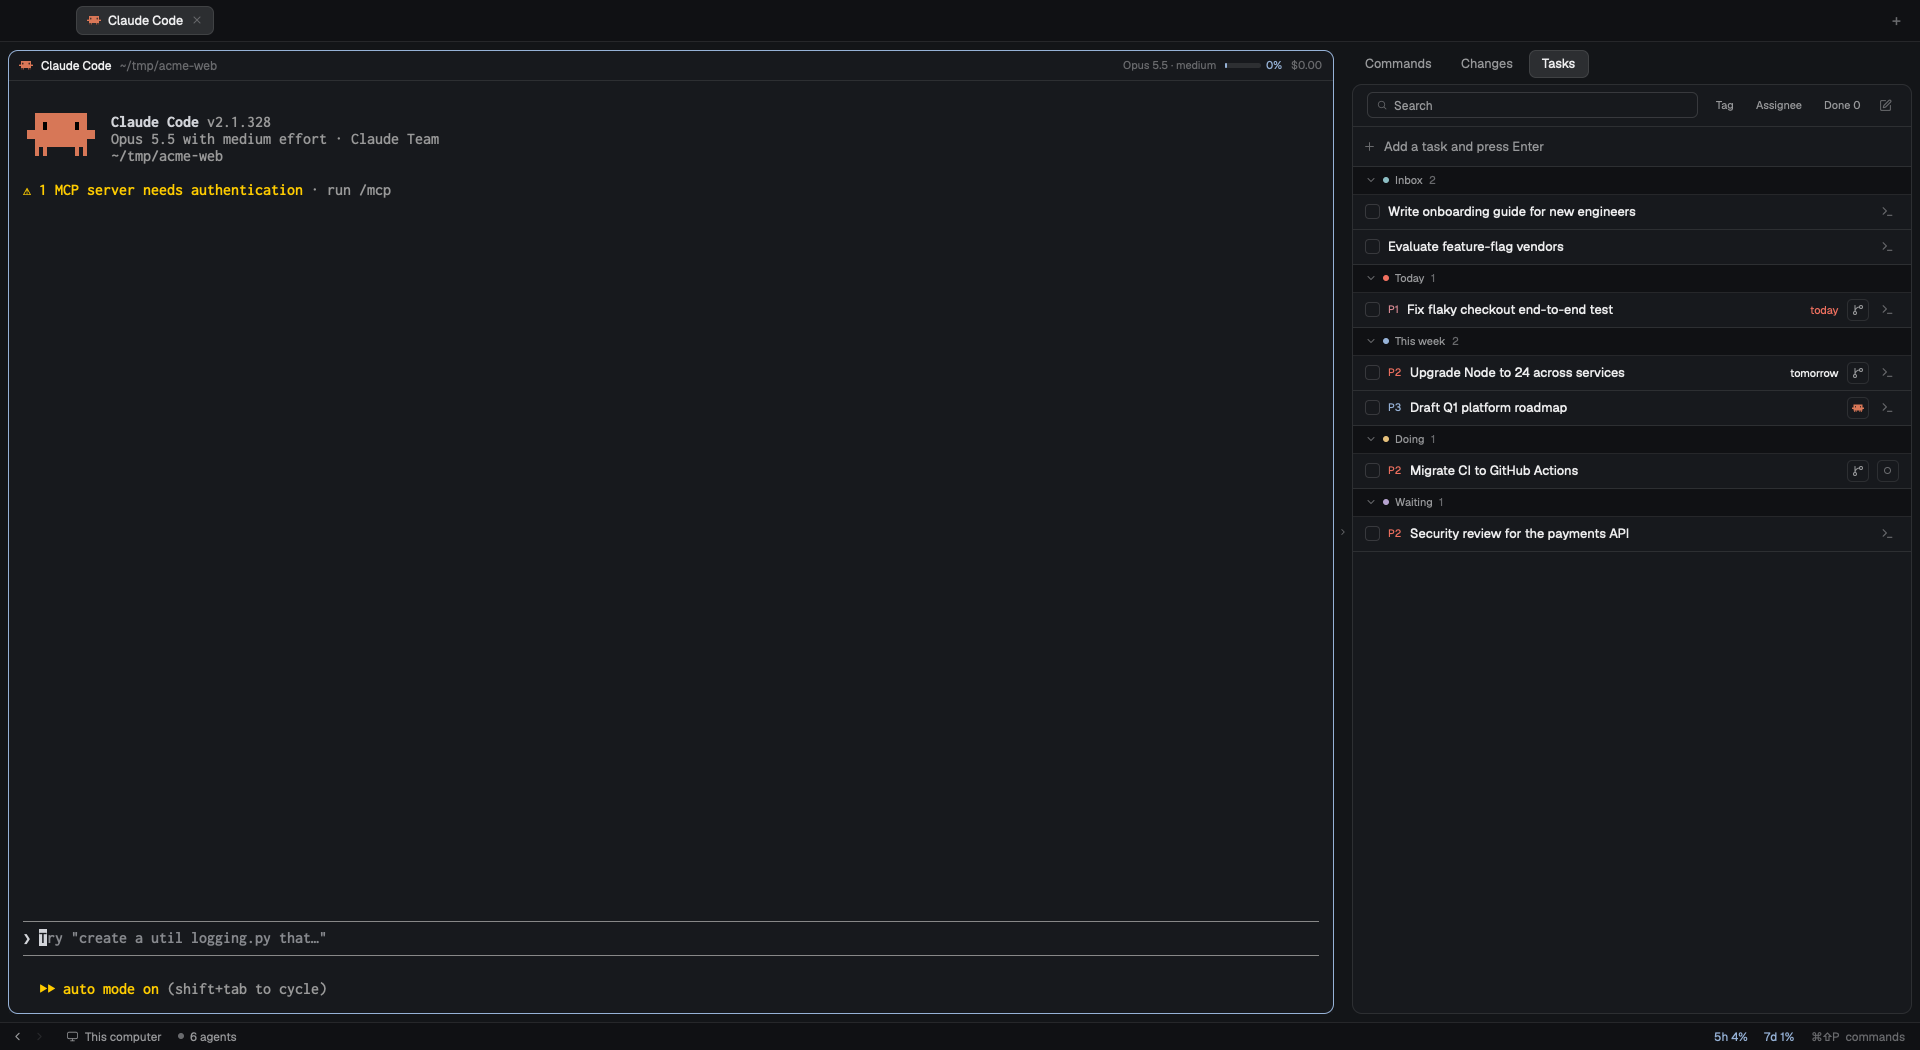 Claude Code
Claude Code ~/tmp/acme-web
Opus 5.5 · medium 0% $0.00
Claude Code v2.1.328
Opus 5.5 with medium effort · Claude Team
~/tmp/acme-web
⚠ 1 MCP server needs authentication · run /mcp
❯ Try "create a util logging.py that…"
▶▶ auto mode on (shift+tab to cycle)
Commands Changes Tasks
Search Tag Assignee Done 0
+ Add a task and press Enter
Inbox 2
Write onboarding guide for new engineers
Evaluate feature-flag vendors
Today 1
P1 Fix flaky checkout end-to-end test today
This week 2
P2 Upgrade Node to 24 across services tomorrow
P3 Draft Q1 platform roadmap
Doing 1
P2 Migrate CI to GitHub Actions
Waiting 1
P2 Security review for the payments API
This computer 6 agents
5h 4% 7d 1% ⌘⇧P commands